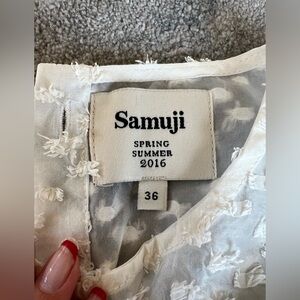 Samuji
SPRING
SUMMER
2016
36